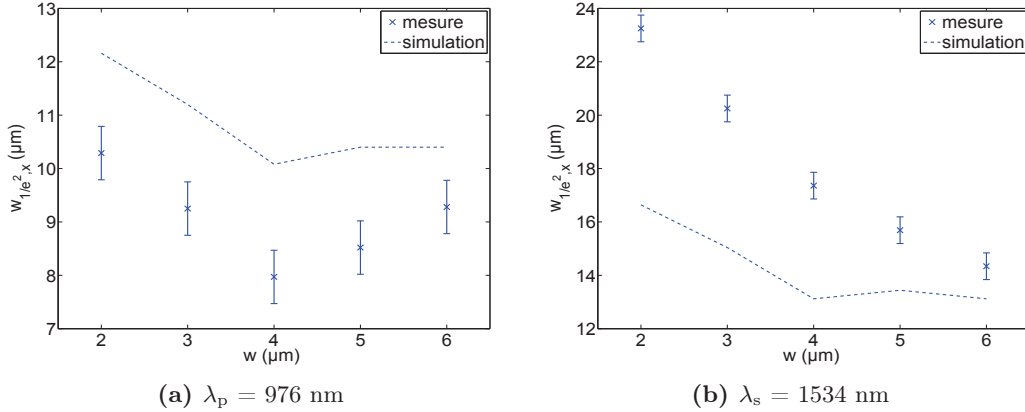 13
12
11
10
9
8
7
w1/e²,x (µm)
2 3 4 5 6
w (µm)
mesure
simulation
(a) λp = 976 nm
24
22
20
18
16
14
12
w1/e²,x (µm)
2 3 4 5 6
w (µm)
mesure
simulation
(b) λs = 1534 nm